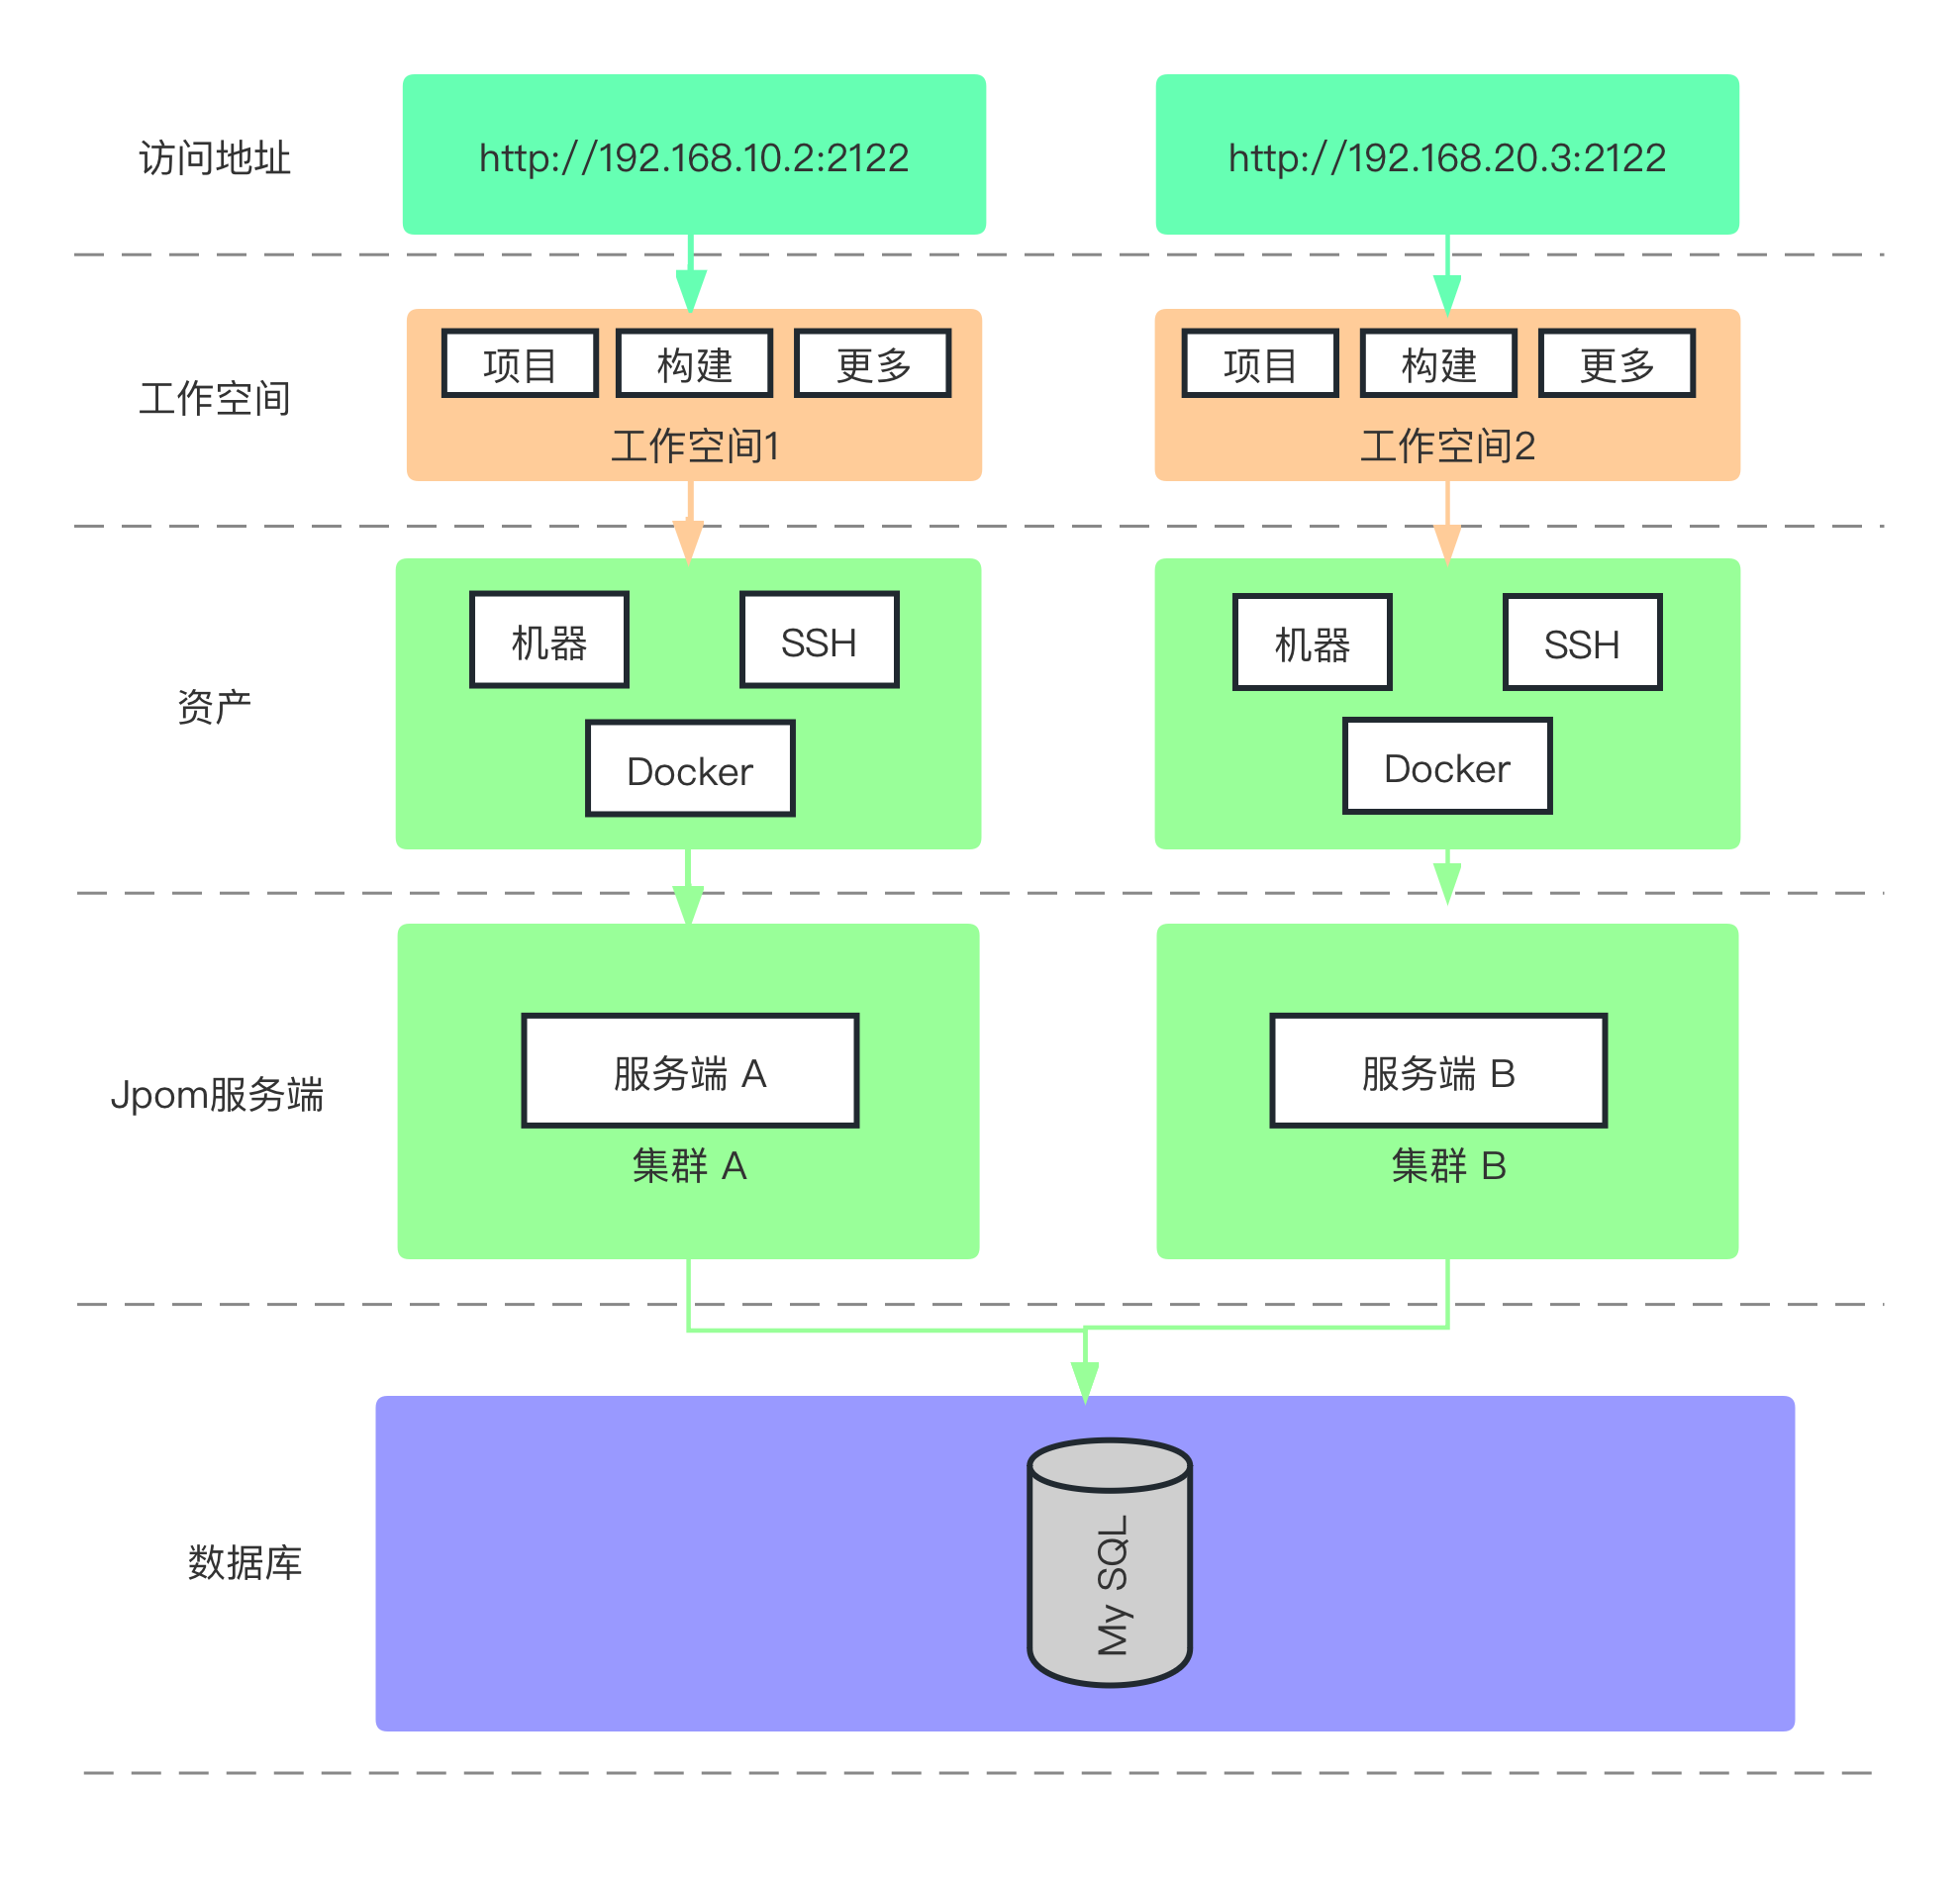 访问地址
http://192.168.10.2:2122
http://192.168.20.3:2122
工作空间
项目
构建
更多
工作空间1
项目
构建
更多
工作空间2
资产
机器
SSH
Docker
机器
SSH
Docker
Jpom服务端
服务端 A
集群 A
服务端 B
集群 B
数据库
My SQL